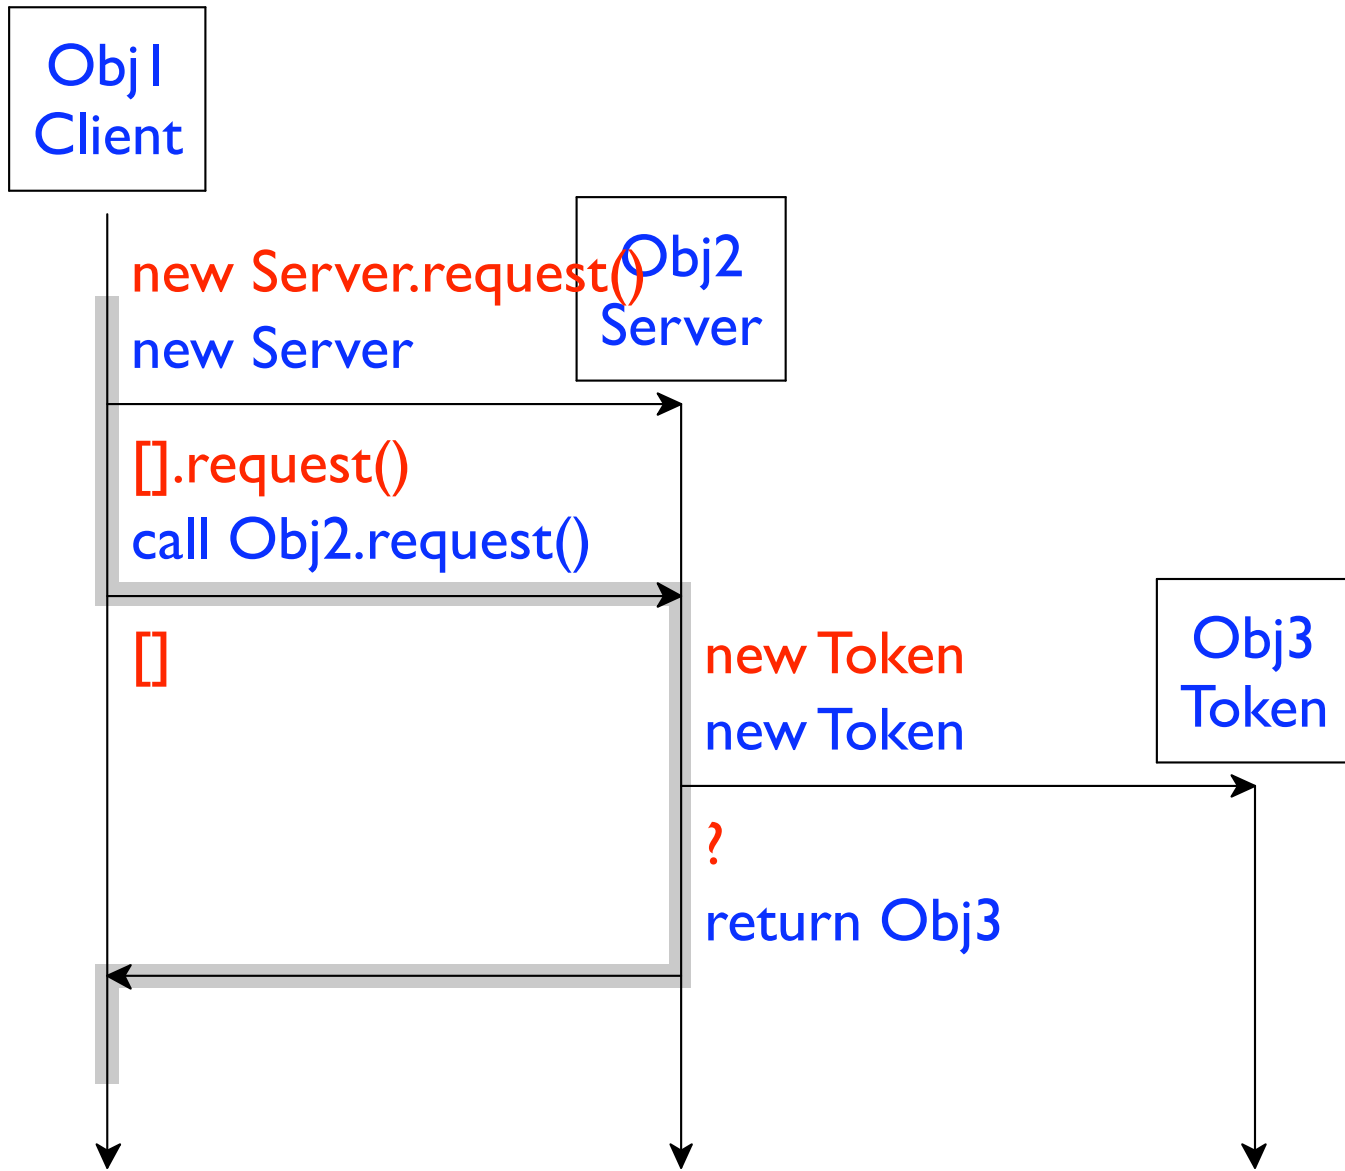 Obj1
Client
Obj2
Server
new Server.request()
new Server
[].request()
call Obj2.request()
[]
Obj3
Token
new Token
new Token
?
return Obj3